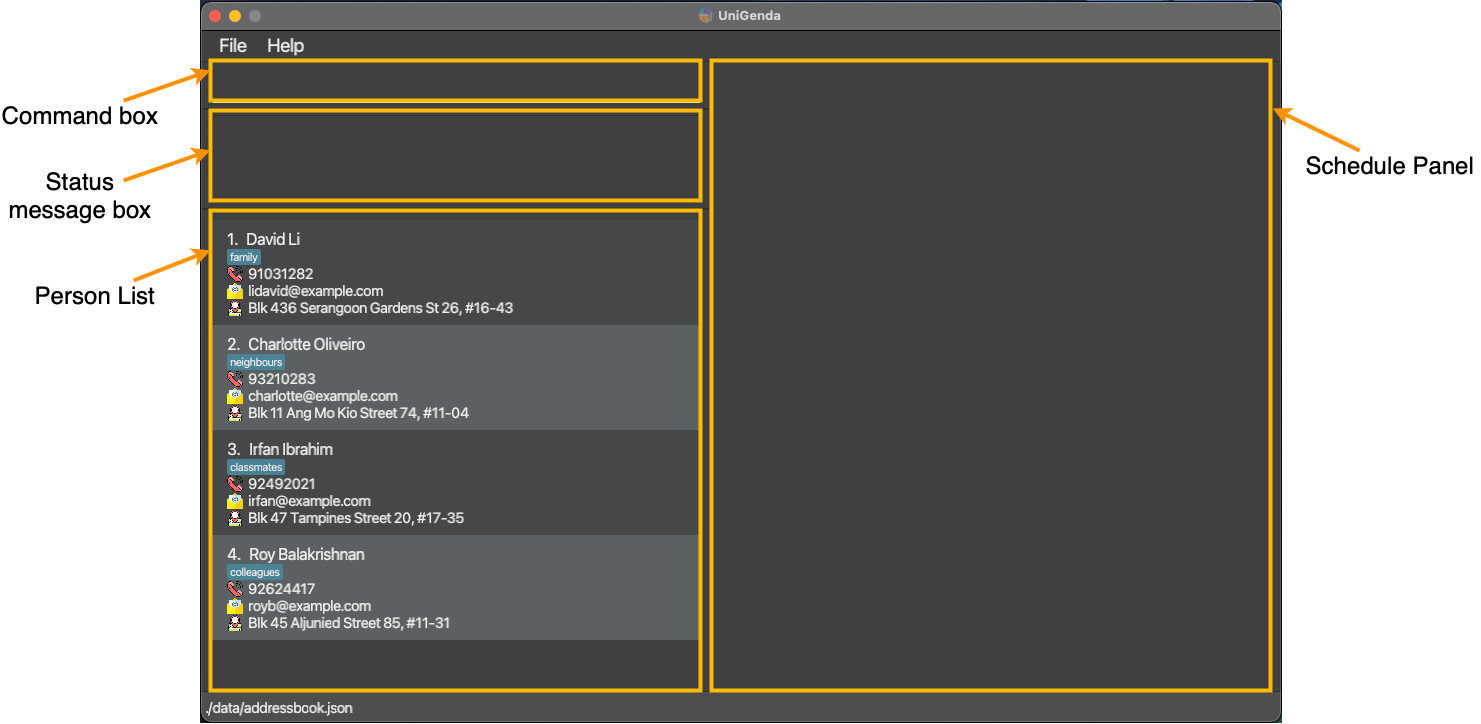 UniGenda
File Help
Command box
Status
message box
Person List
Schedule Panel
1. David Li
family
91031282
lidavid@example.com
Blk 436 Serangoon Gardens St 26, #16-43
2. Charlotte Oliveiro
neighbours
93210283
charlotte@example.com
Blk 11 Ang Mo Kio Street 74, #11-04
3. Irfan Ibrahim
classmates
92492021
irfan@example.com
Blk 47 Tampines Street 20, #17-35
4. Roy Balakrishnan
colleagues
92624417
royb@example.com
Blk 45 Aljunied Street 85, #11-31
./data/addressbook.json